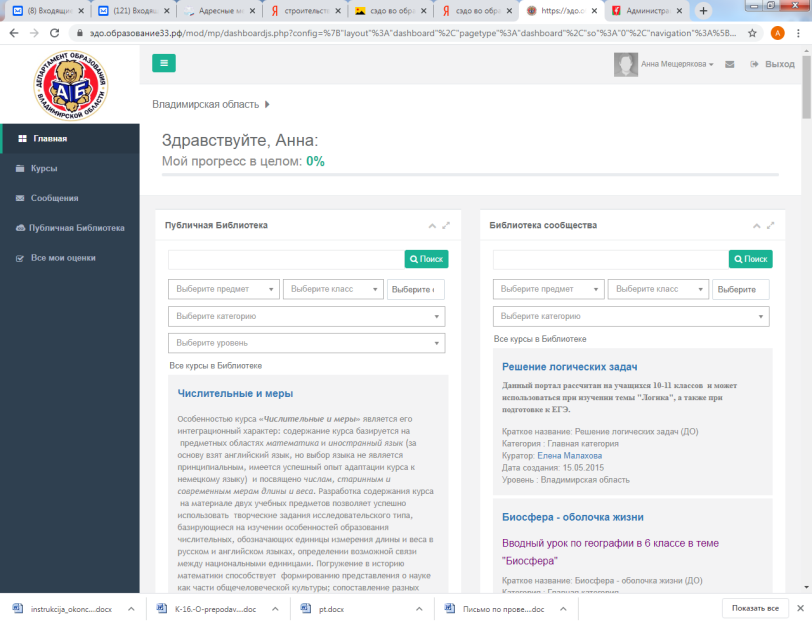 (8) Входящи
(121) Входящ
Адресные мо
строительсто
сэдо во обра
сэдо во обр
https://эдо.о
Администра
эдо.образование33.рф/mod/mp/dashboardjs.php?config=%7B"layout"%3A"dashboard"%2C"pagetype"%3A"dashboard"%2C"so"%3A"0"%2C"navigation"%3A%5B...
А
ДЕПАРТАМЕНТ ОБРАЗОВАНИЯ
ВЛАДИМИРСКОЙ ОБЛАСТИ
А Б
Анна Мещерякова
Выход
Владимирская область
Главная
Курсы
Сообщения
Публичная Библиотека
Все мои оценки
Здравствуйте, Анна:
Мой прогресс в целом: 0%
Публичная Библиотека
Поиск
Выберите предмет
Выберите класс
Выберите
Выберите категорию
Выберите уровень
Все курсы в Библиотеке
Числительные и меры
Особенностью курса «Числительные и меры» является его
интеграционный характер: содержание курса базируется на
предметных областях математика и иностранный язык (за
основу взят английский язык, но выбор языка не является
принципиальным, имеется успешный опыт адаптации курса к
немецкому языку) и посвящено числам, старинным и
современным мерам длины и веса. Разработка содержания курса
на материале двух учебных предметов позволяет успешно
использовать творческие задания исследовательского типа,
базирующиеся на изучении особенностей образования
числительных, обозначающих единицы измерения длины и веса в
русском и английском языках, определении возможной связи
между национальными единицами. Погружение в историю
математики способствует формированию представления о науке
как части общечеловеческой культуры; сопоставление разных
Библиотека сообщества
Поиск
Выберите предмет
Выберите класс
Выберите
Выберите категорию
Все курсы в Библиотеке
Решение логических задач
Данный портал рассчитан на учащихся 10-11 классов и может
использоваться при изучении темы "Логика", а также при
подготовке к ЕГЭ.
Краткое название: Решение логических задач (ДО)
Категория : Главная категория
Куратор: Елена Малахова
Дата создания: 15.05.2015
Уровень : Владимирская область
Биосфера - оболочка жизни
Вводный урок по географии в 6 классе в теме
"Биосфера"
Краткое название: Биосфера - оболочка жизни (ДО)
Категория : Главная категория
instrukcija_okonc....docx
K-16.-O-prepodav....doc
pt.docx
Письмо по прове....doc
Показать все